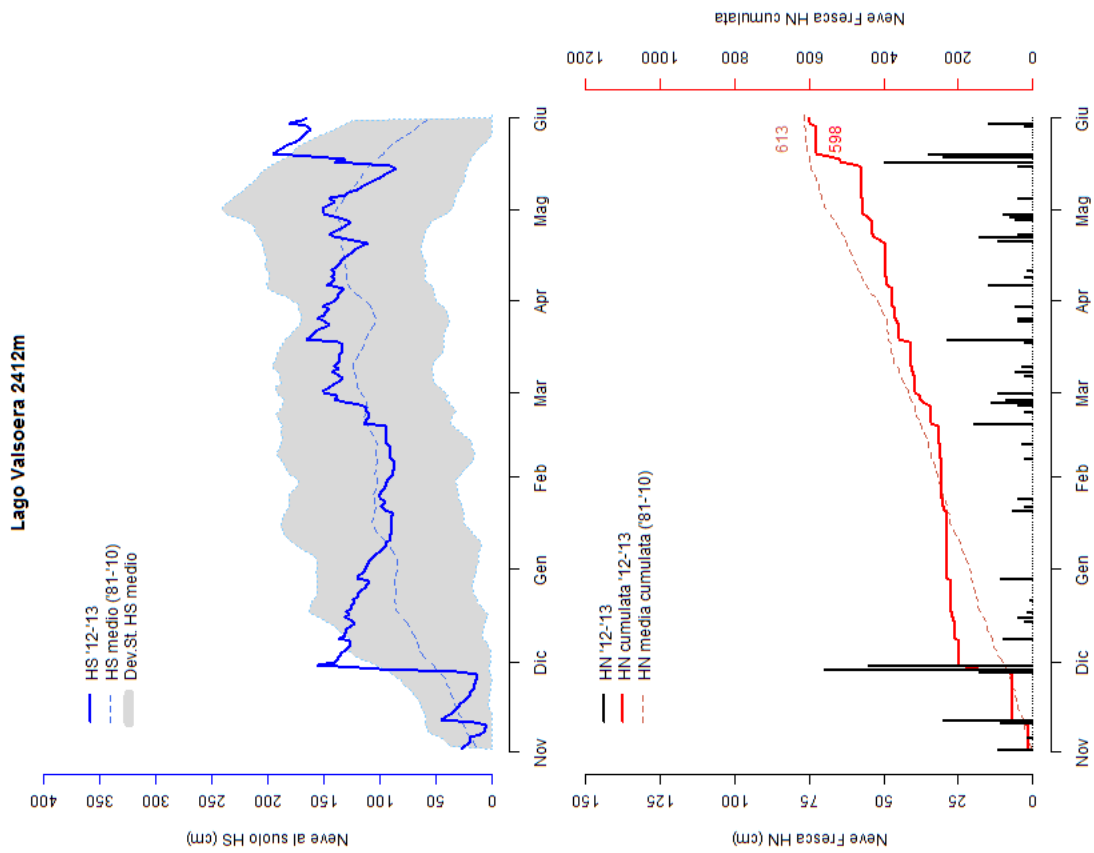 Lago Valsoera 2412m
HS '12-'13
HS medio ('81-'10)
Dev.St. HS medio
Neve al suolo HS (cm)
400
350
300
250
200
150
100
50
0
Nov
Dic
Gen
Feb
Mar
Apr
Mag
Giu
HN '12-'13
HN cumulata '12-'13
HN media cumulata ('81-'10)
613
598
Neve Fresca HN (cm)
150
125
100
75
50
25
0
Nov
Dic
Gen
Feb
Mar
Apr
Mag
Giu
1200
1000
800
600
400
200
0
Neve Fresca HN cumulata